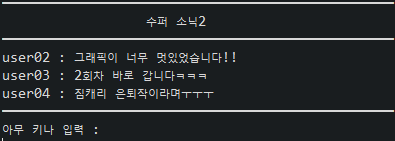 수퍼 소닉2
user02 : 그래픽이 너무 멋있었습니다!!
user03 : 2회차 바로 갑니다ㅋㅋㅋ
user04 : 짐캐리 은퇴작이라며ㅜㅜㅜ
아무 키나 입력 :